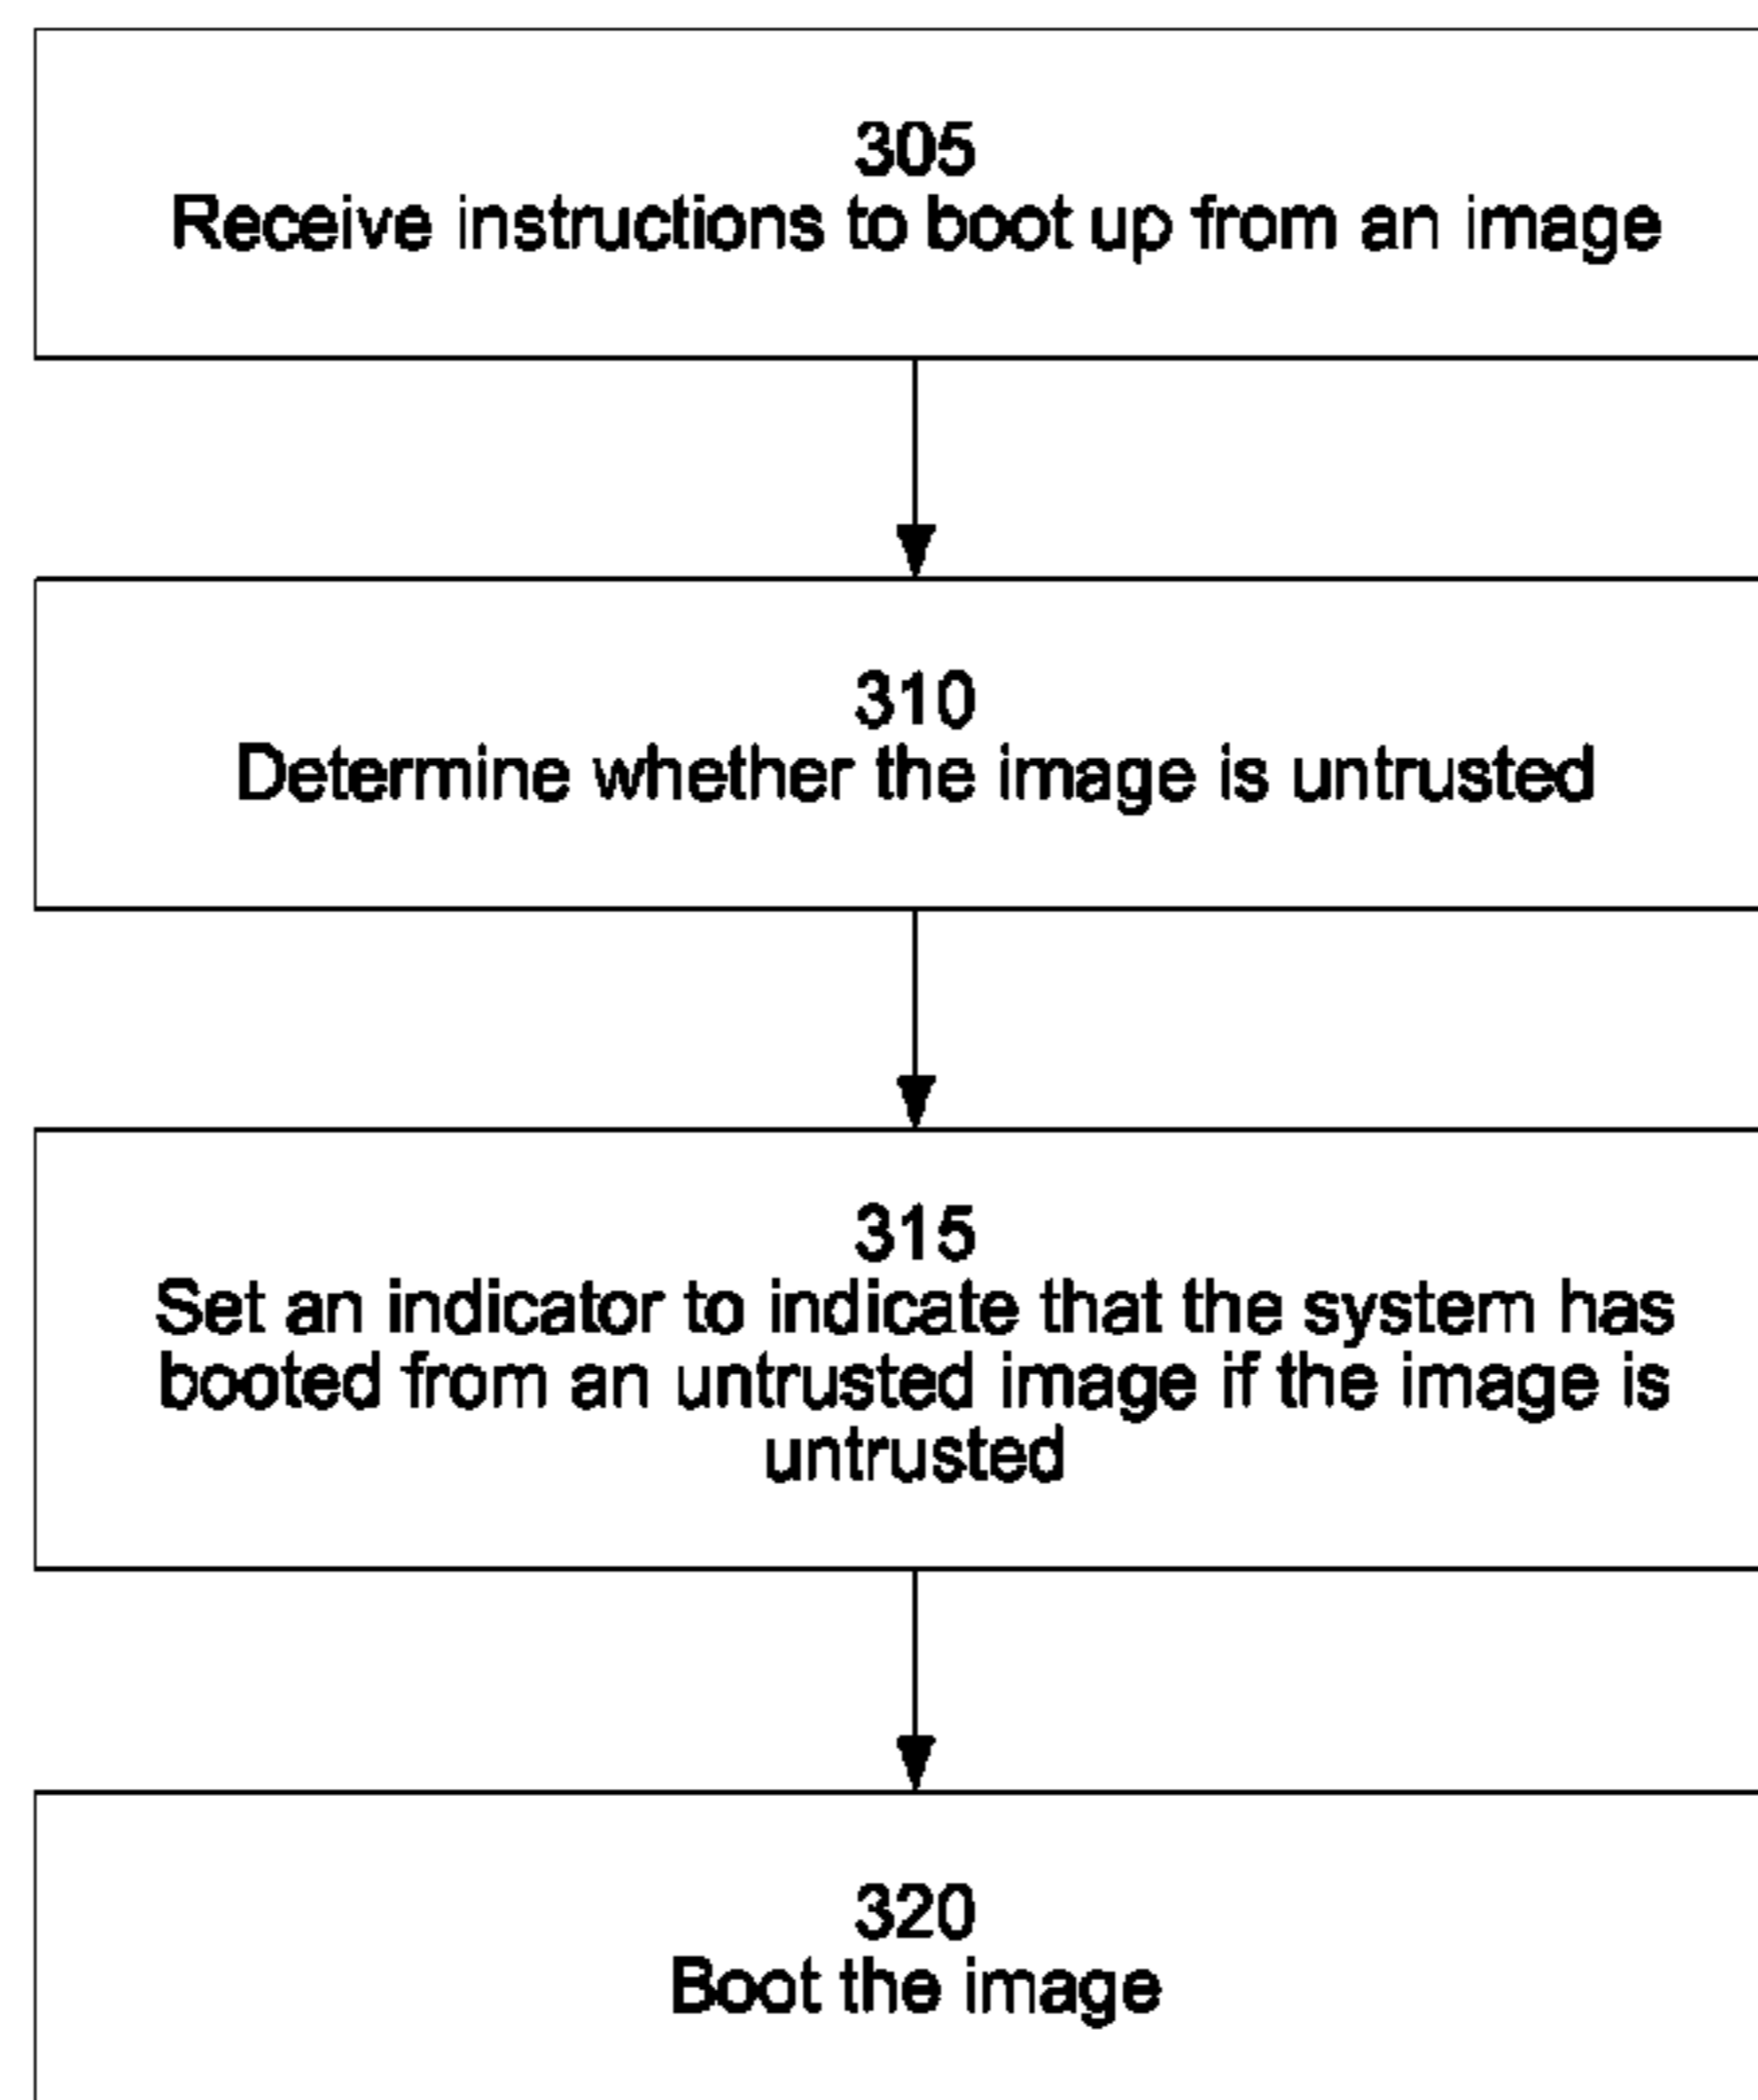 305
Receive instructions to boot up from an image
310
Determine whether the image is untrusted
315
Set an indicator to indicate that the system has
booted from an untrusted image if the image is
untrusted
320
Boot the image